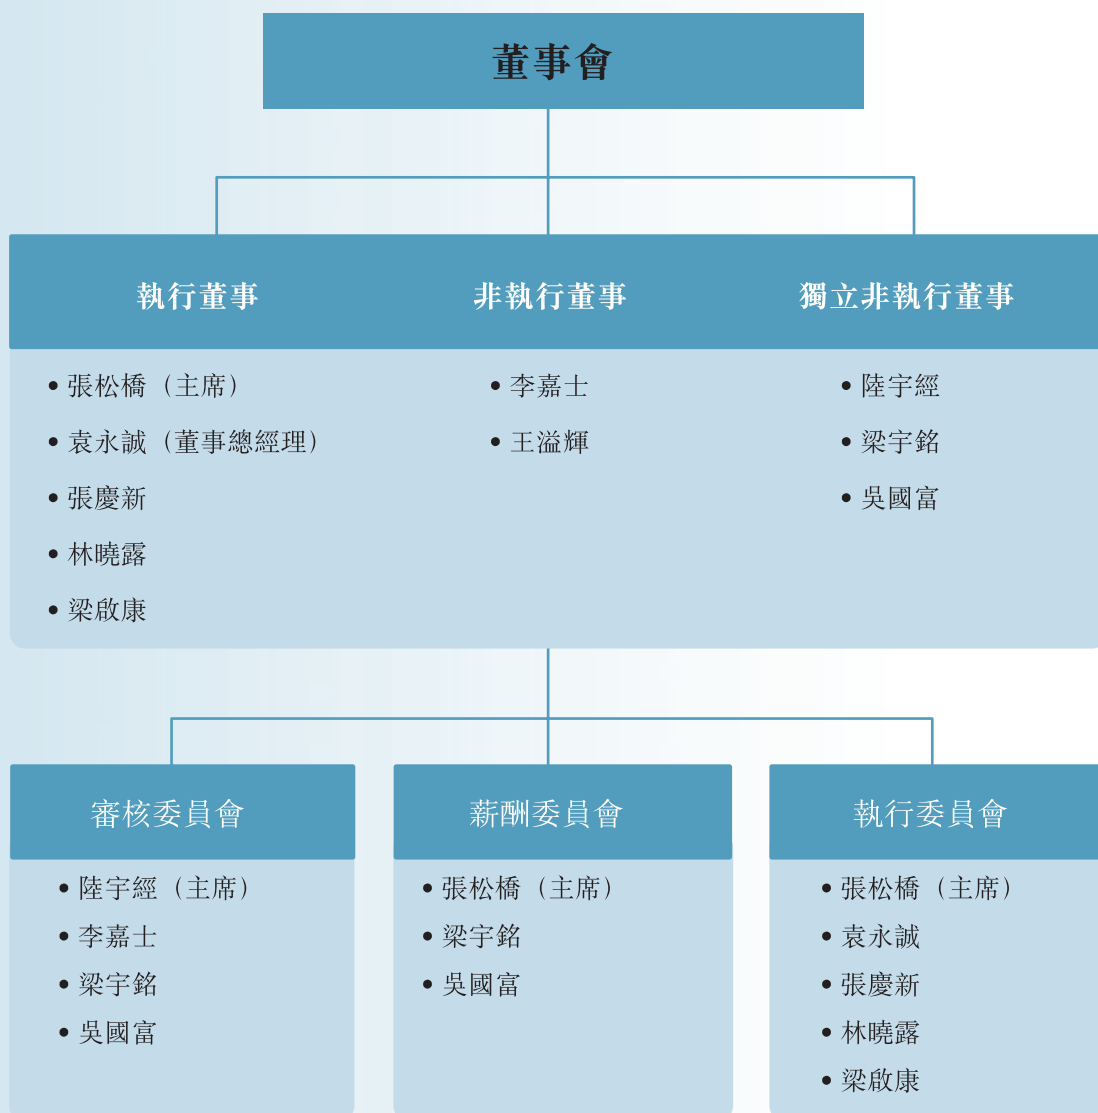 董事會
執行董事
• 張松橋（主席）
• 袁永誠（董事總經理）
• 張慶新
• 林曉露
• 梁啟康
非執行董事
• 李嘉士
• 王溢輝
獨立非執行董事
• 陸宇經
• 梁宇銘
• 吳國富
審核委員會
• 陸宇經（主席）
• 李嘉士
• 梁宇銘
• 吳國富
薪酬委員會
• 張松橋（主席）
• 梁宇銘
• 吳國富
執行委員會
• 張松橋（主席）
• 袁永誠
• 張慶新
• 林曉露
• 梁啟康